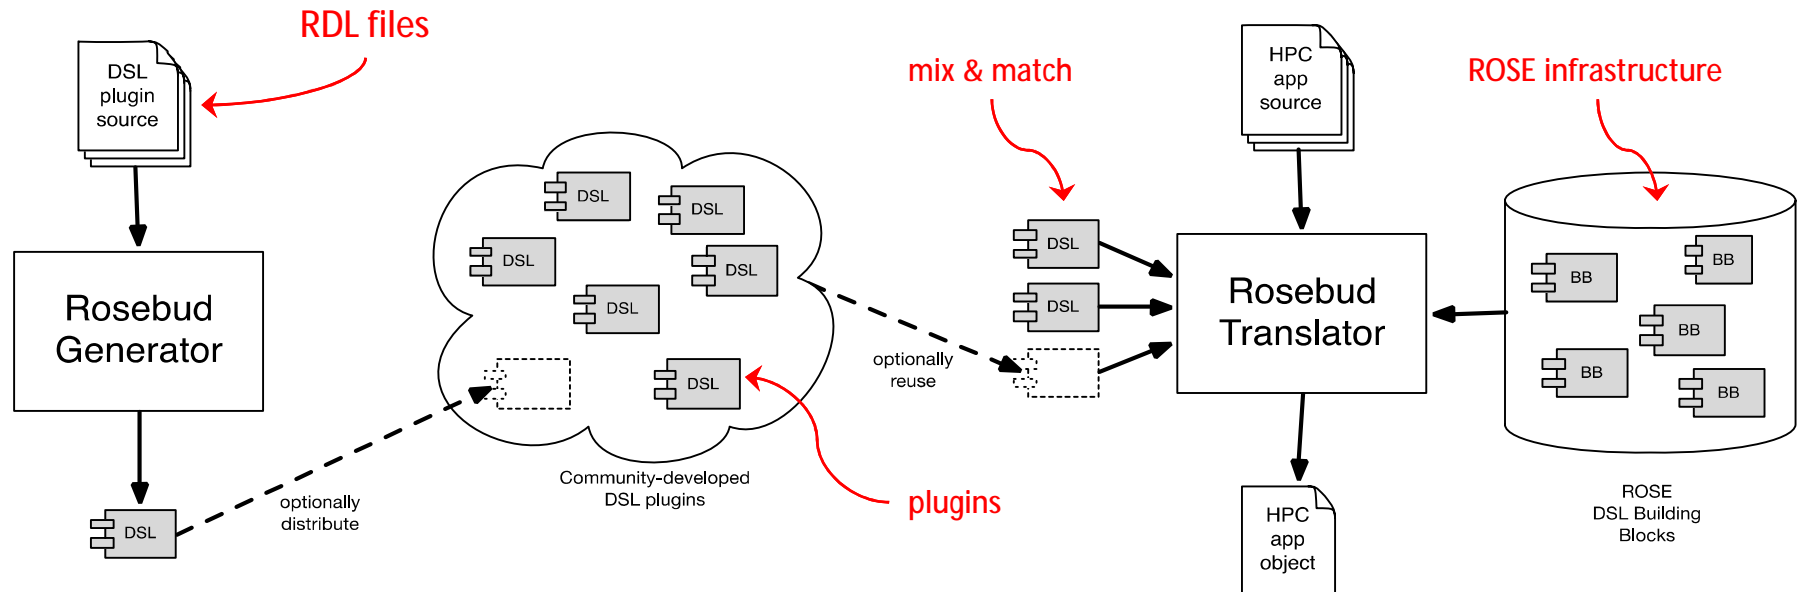 RDL files
DSL
plugin
source
Rosebud
Generator
DSL
optionally
distribute
DSL
DSL
DSL
DSL
DSL
DSL
Community-developed
DSL plugins
plugins
optionally
reuse
mix & match
DSL
DSL
HPC
app
source
Rosebud
Translator
HPC
app
object
ROSE infrastructure
BB
BB
BB
BB
BB
ROSE
DSL Building
Blocks